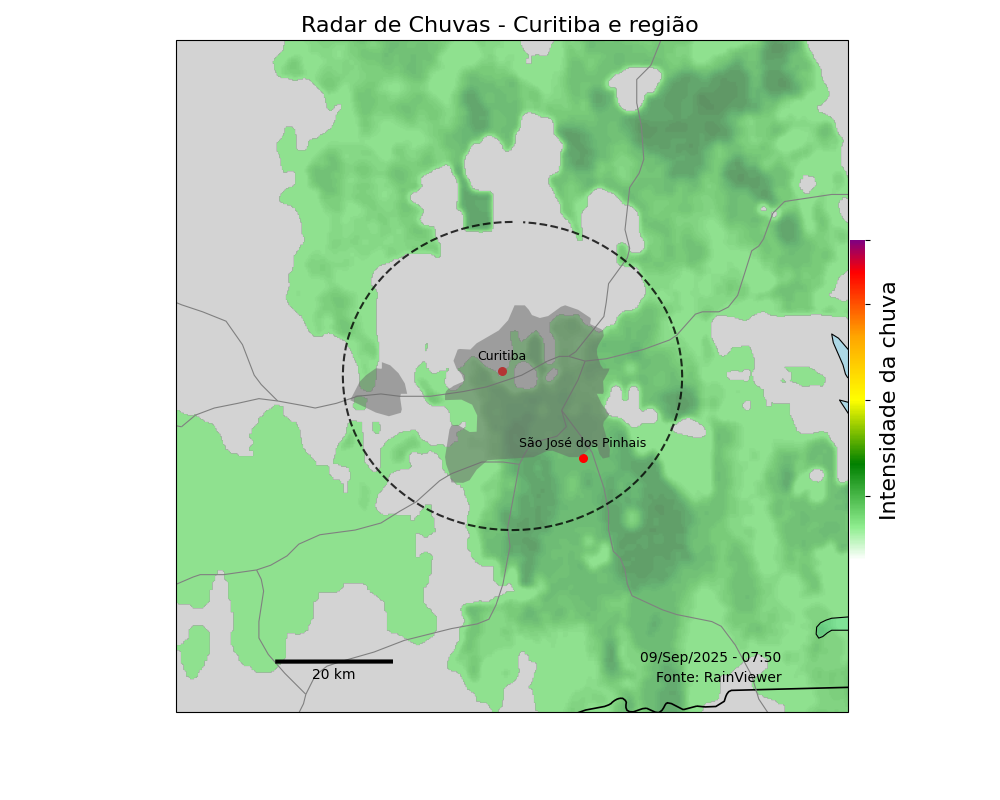 Radar de Chuvas - Curitiba e região
Curitiba
São José dos Pinhais
Intensidade da chuva
09/Sep/2025 - 07:50
Fonte: RainViewer
20 km